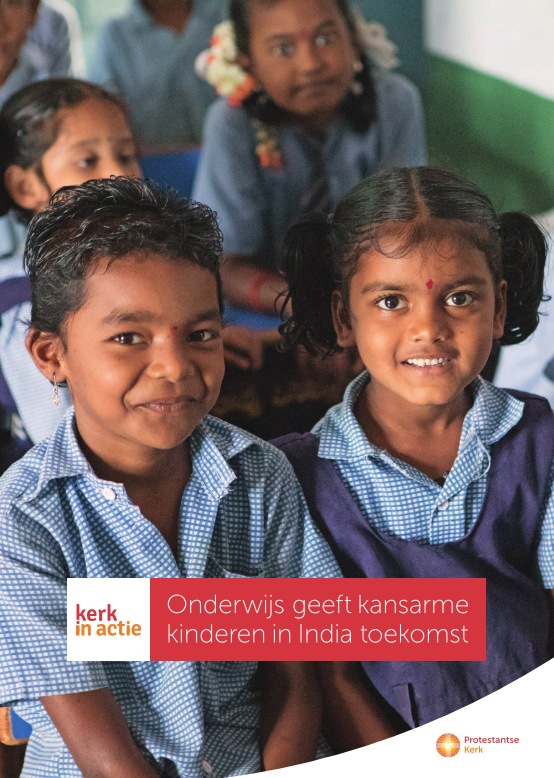 kerk
in actie
Onderwijs geeft kansarme
kinderen in India toekomst
Protestantse
Kerk